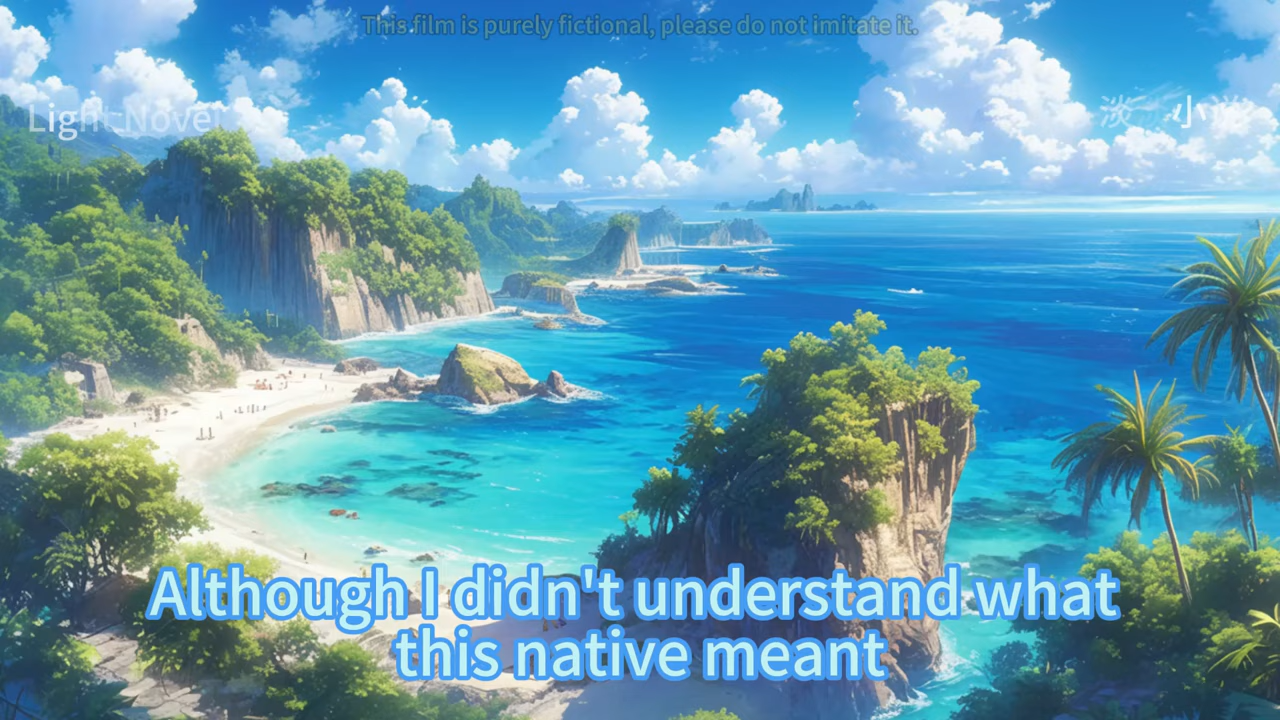 This film is purely fictional, please do not imitate it.
Light Novel
小
Although I didn't understand what
this native meant